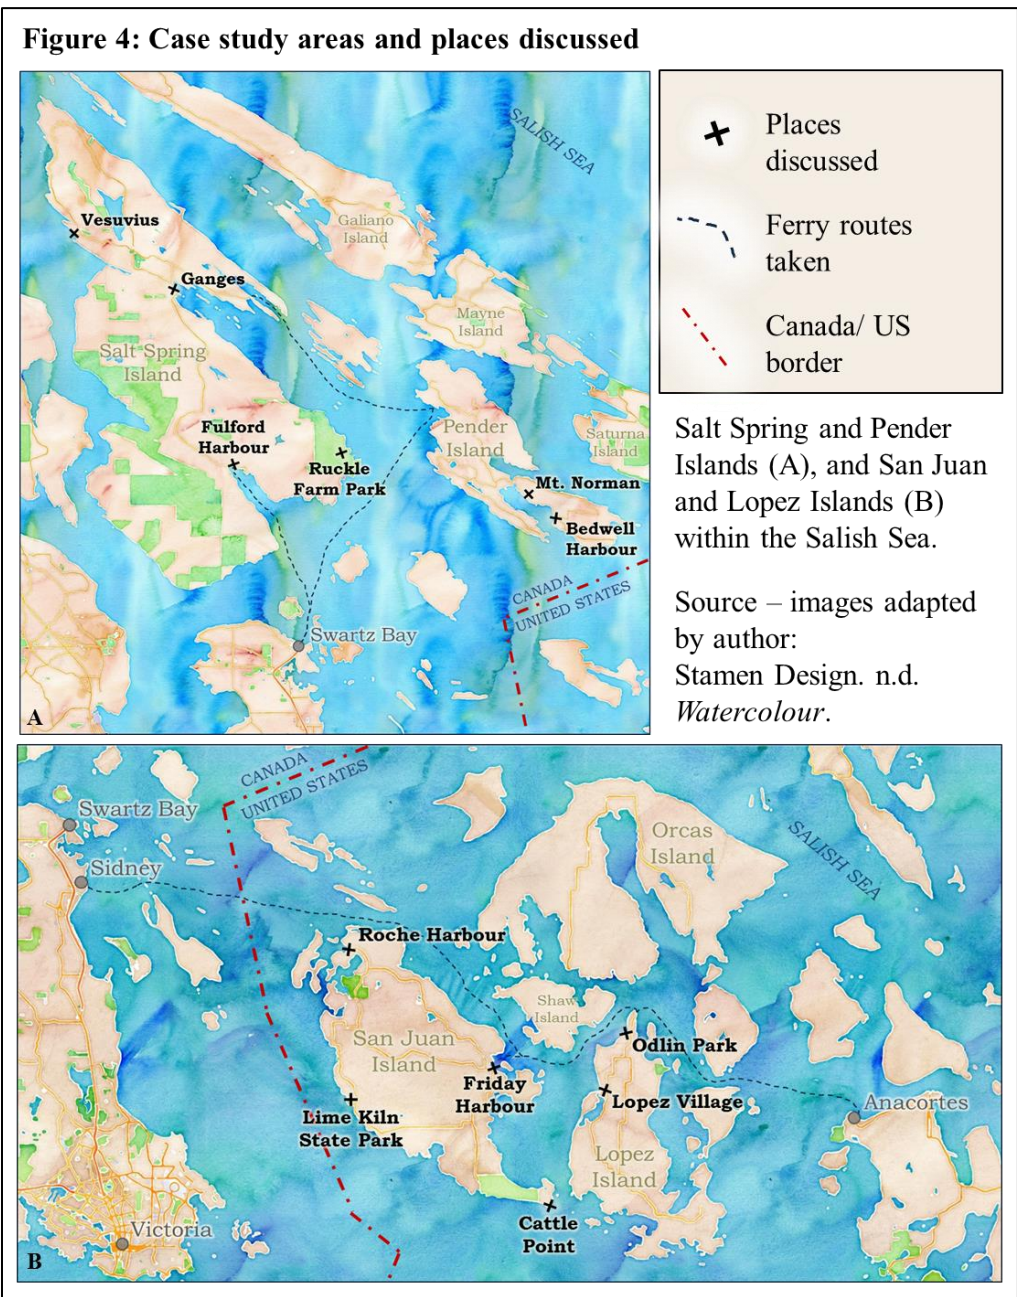 Figure 4: Case study areas and places discussed
SALISH SEA
Vesuvius
Galiano
Island
Ganges
Mayne
Island
Salt Spring
Island
Fulford
Harbour
Pender
Island
Saturna
Island
Ruckle
Farm Park
Mt. Norman
Bedwell
Harbour
CANADA
UNITED STATES
Swartz Bay
A
Places
discussed
Ferry routes
taken
Canada/ US
border
Salt Spring and Pender
Islands (A), and San Juan
and Lopez Islands (B)
within the Salish Sea.
Source – images adapted
by author:
Stamen Design. n.d.
Watercolour.
CANADA
UNITED STATES
Swartz Bay
Sidney
Orcas
Island
SALISH SEA
Roche Harbour
Shaw
Island
San Juan
Island
Odlin Park
Friday
Harbour
Lopez Village
Anacortes
Lime Kiln
State Park
Lopez
Island
Cattle
Point
Victoria
B